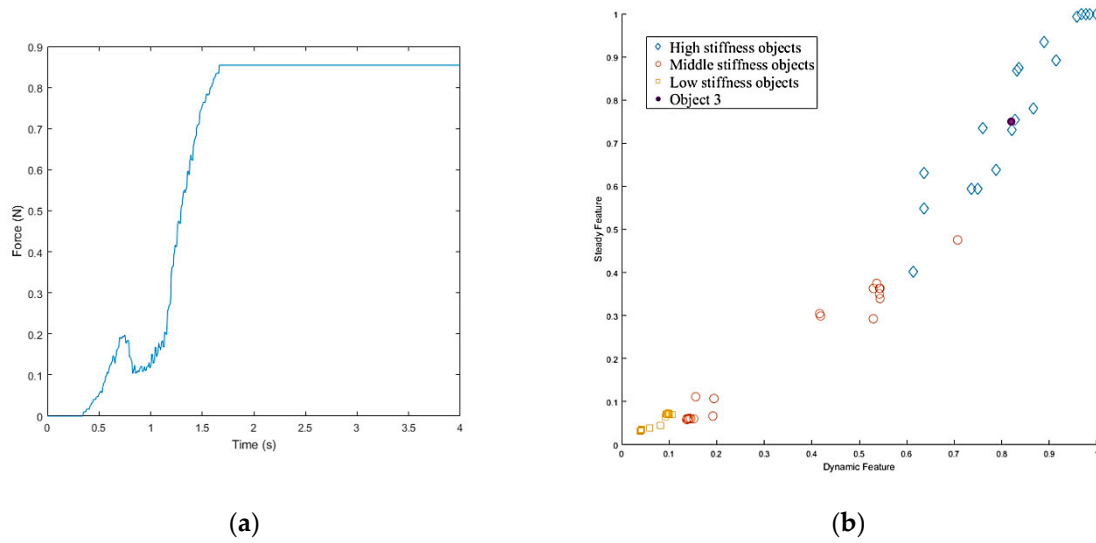 0.9
0.8
0.7
0.6
0.5
0.4
0.3
0.2
0.1
0
Force (N)
0 0.5 1 1.5 2 2.5 3 3.5 4
Time (s)
(a)
1
0.9
0.8
0.7
0.6
0.5
0.4
0.3
0.2
0.1
0
Steady Feature
High stiffness objects
Middle stiffness objects
Low stiffness objects
Object 3
0 0.1 0.2 0.3 0.4 0.5 0.6 0.7 0.8 0.9 1
Dynamic Feature
(b)